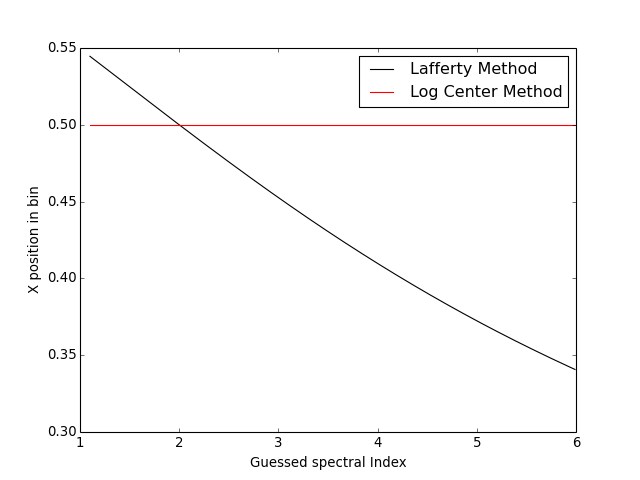 0.55
0.50
0.45
0.40
0.35
0.30
X position in bin
Lafferty Method
Log Center Method
1 2 3 4 5 6
Guessed spectral Index